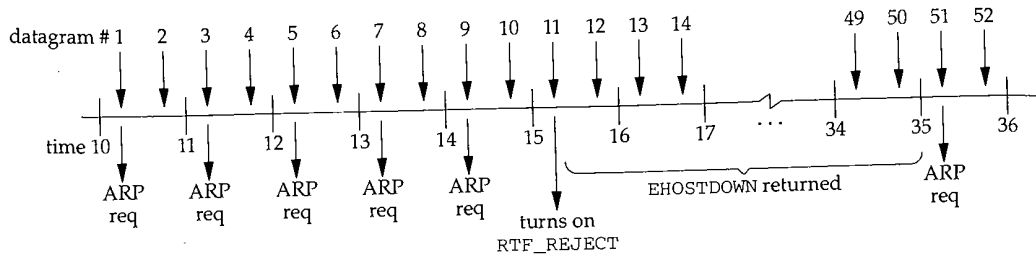 datagram # 1 2 3 4 5 6 7 8 9 10 11 12 13 14 49 50 51 52
time 10 11 12 13 14 15 16 17 ... 34 35 36
ARP req
ARP req
ARP req
ARP req
ARP req
turns on
RTF_REJECT
EHOSTDOWN returned
ARP req